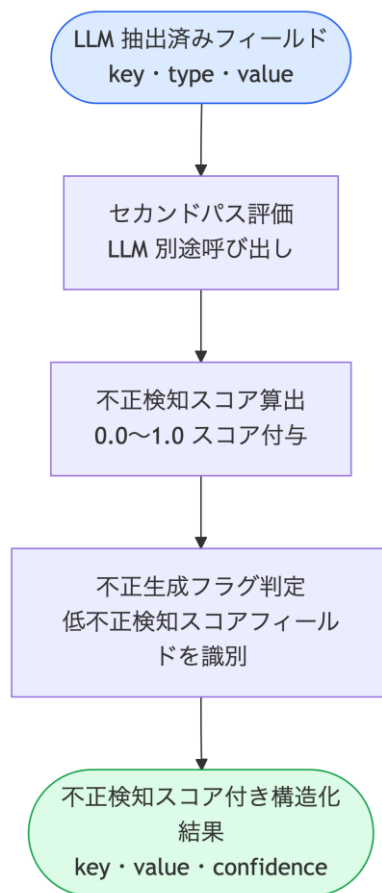 LLM 抽出済みフィールド
key・type・value
セカンドパス評価
LLM 別途呼び出し
不正検知スコア算出
0.0〜1.0 スコア付与
不正生成フラグ判定
低不正検知スコアフィール
ドを識別
不正検知スコア付き構造化
結果
key・value・confidence